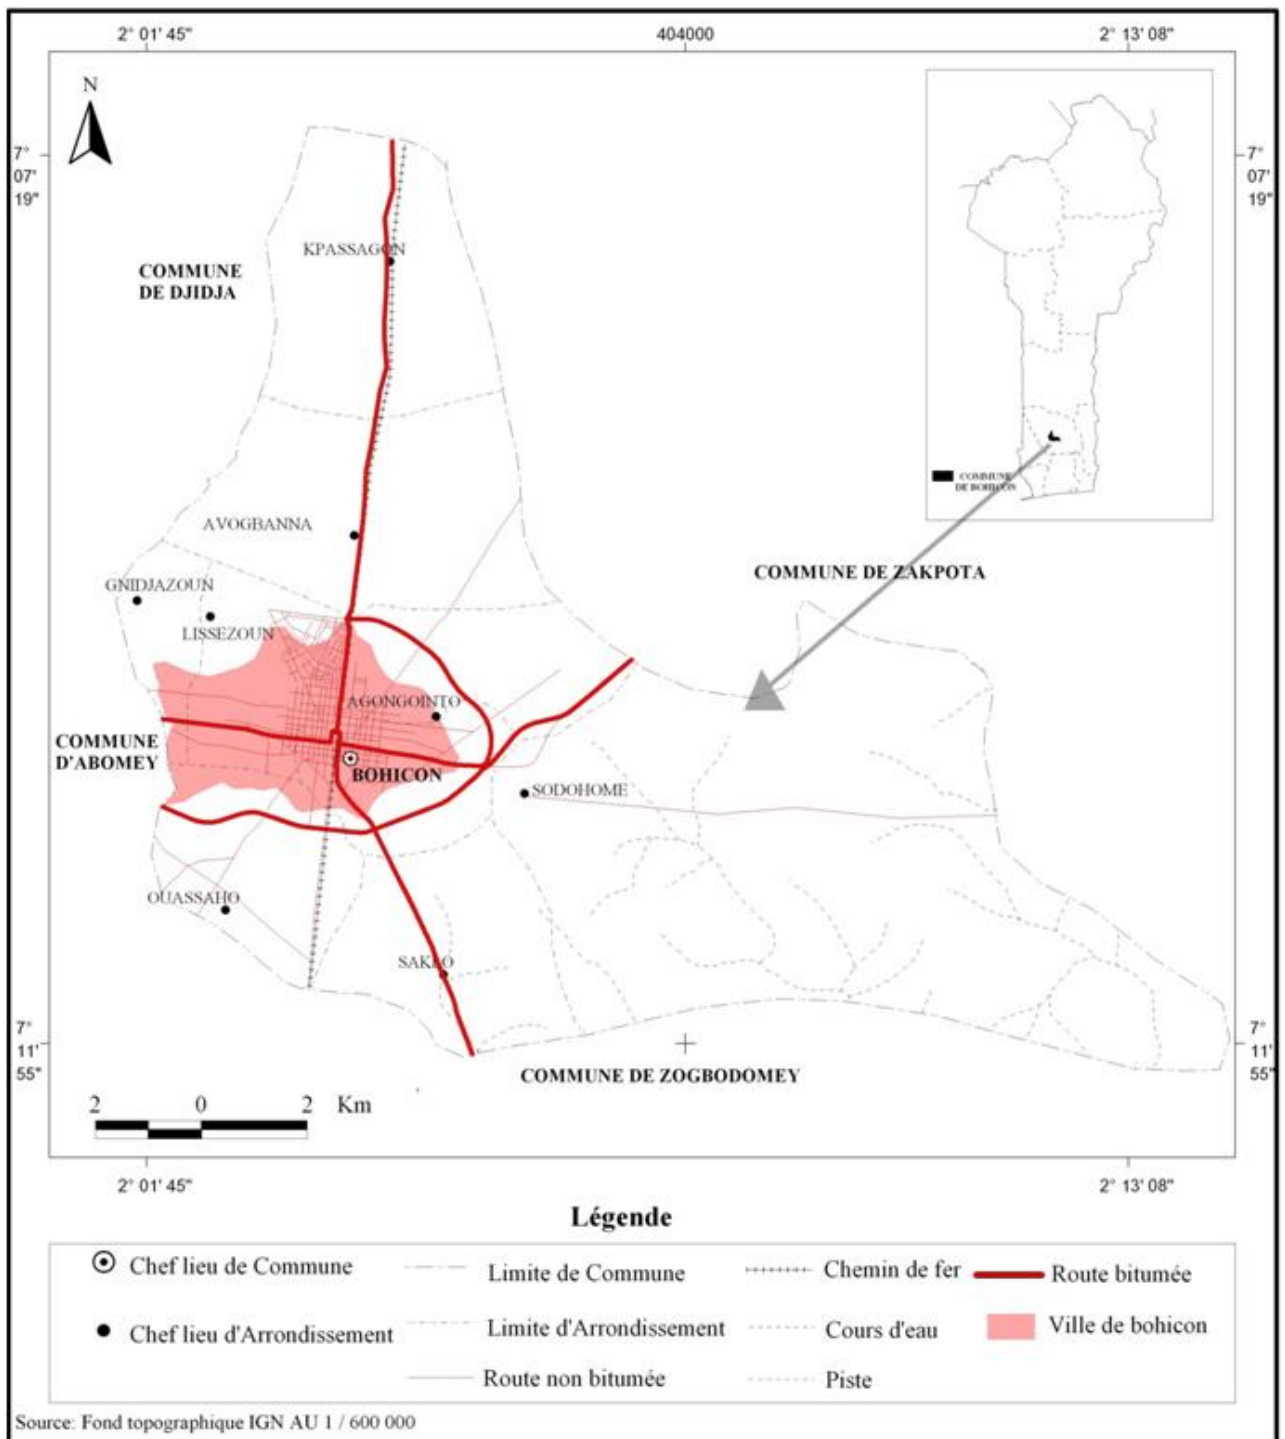 2° 01' 45"
404000
2° 13' 08"
N
7°
07'
19"
7°
07'
19"
KPASSAGON
COMMUNE
DE DJIDJA
COMMUNE
DE BOHICON
AVOGBANNA
COMMUNE DE ZAKPOTA
GNIDJAZOUN
LISSEZOUN
AGONGOINTO
COMMUNE
D'ABOMEY
BOHICON
SODOHOME
OUASSAHO
SAKLO
7°
11'
55"
7°
11'
55"
COMMUNE DE ZOGBODOMEY
2 0 2 Km
2° 01' 45"
2° 13' 08"
Légende
Chef lieu de Commune
Limite de Commune
Chemin de fer
Route bitumée
Chef lieu d'Arrondissement
Limite d'Arrondissement
Cours d'eau
Ville de bohicon
Route non bitumée
Piste
Source: Fond topographique IGN AU 1 / 600 000